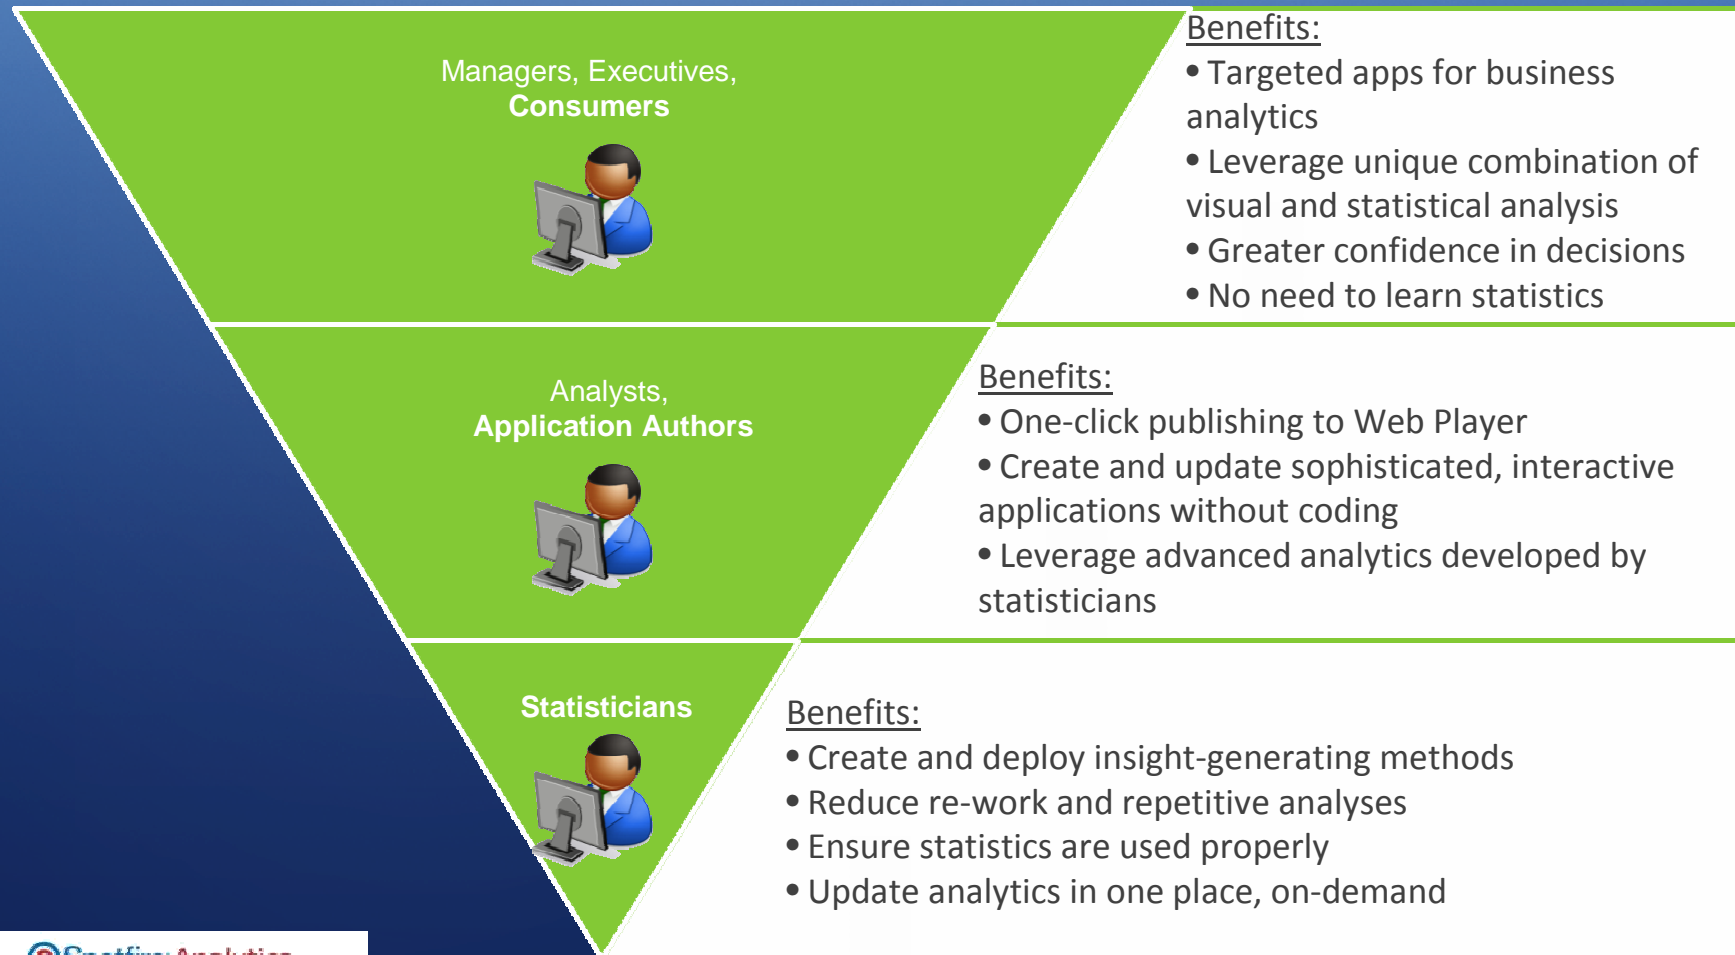 Managers, Executives,
Consumers
Benefits:
• Targeted apps for business
analytics
• Leverage unique combination of
visual and statistical analysis
• Greater confidence in decisions
• No need to learn statistics
Analysts,
Application Authors
Benefits:
• One-click publishing to Web Player
• Create and update sophisticated, interactive
applications without coding
• Leverage advanced analytics developed by
statisticians
Statisticians
Benefits:
• Create and deploy insight-generating methods
• Reduce re-work and repetitive analyses
• Ensure statistics are used properly
• Update analytics in one place, on-demand
Spotfire Analytics